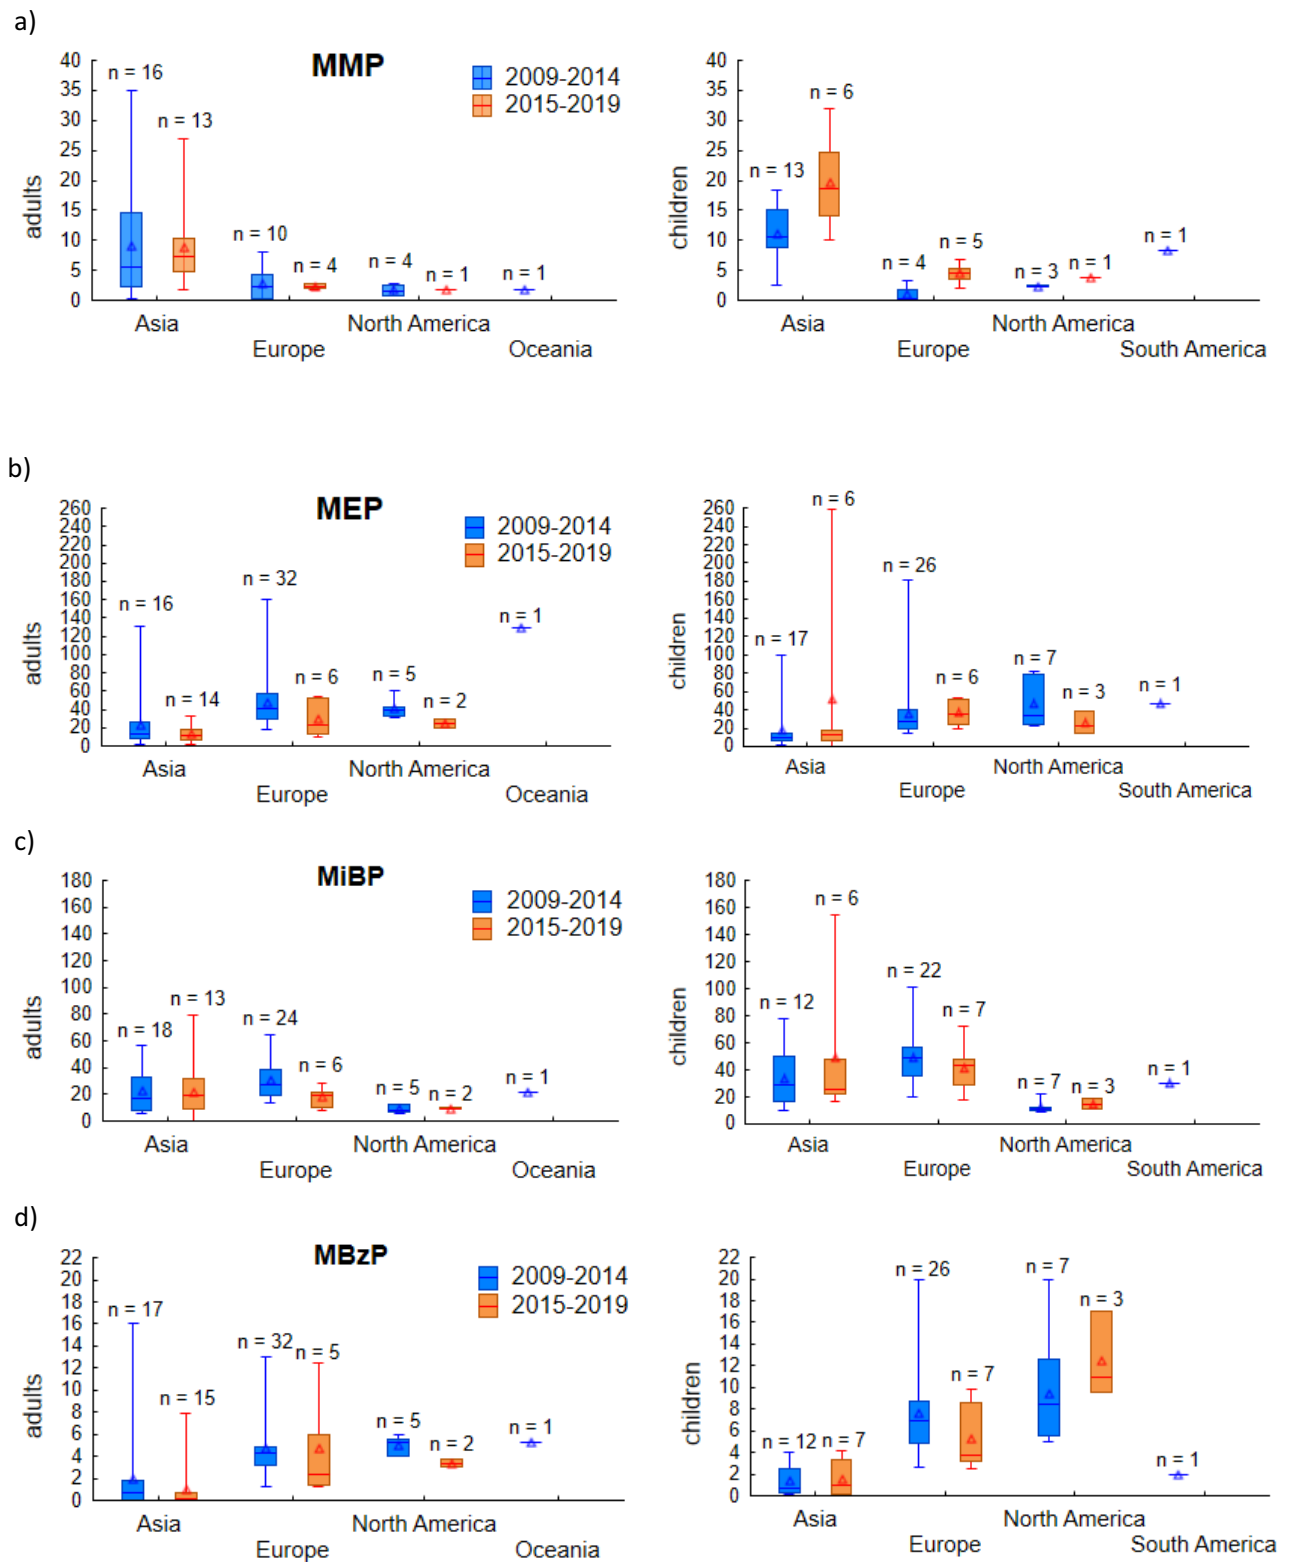 a)
MMP
2009-2014
2015-2019
adults
40
35
30
25
20
15
10
5
0
n = 16
n = 13
n = 10
n = 4
n = 4
n = 1
n = 1
Asia
North America
Europe
Oceania
children
40
35
30
25
20
15
10
5
0
n = 13
n = 6
n = 4
n = 5
n = 3
n = 1
n = 1
Asia
North America
Europe
South America
b)
MEP
2009-2014
2015-2019
adults
260
240
220
200
180
160
140
120
100
80
60
40
20
0
n = 16
n = 14
n = 32
n = 6
n = 5
n = 2
n = 1
Asia
North America
Europe
Oceania
children
260
240
220
200
180
160
140
120
100
80
60
40
20
0
n = 17
n = 6
n = 26
n = 6
n = 7
n = 3
n = 1
Asia
North America
Europe
South America
c)
MiBP
2009-2014
2015-2019
adults
180
160
140
120
100
80
60
40
20
0
n = 18
n = 13
n = 24
n = 6
n = 5
n = 2
n = 1
Asia
North America
Europe
Oceania
children
180
160
140
120
100
80
60
40
20
0
n = 12
n = 6
n = 22
n = 7
n = 7
n = 3
n = 1
Asia
North America
Europe
South America
d)
MBzP
2009-2014
2015-2019
adults
22
20
18
16
14
12
10
8
6
4
2
0
n = 17
n = 15
n = 32
n = 5
n = 5
n = 2
n = 1
Asia
North America
Europe
Oceania
children
22
20
18
16
14
12
10
8
6
4
2
0
n = 12
n = 7
n = 26
n = 7
n = 7
n = 3
n = 1
Asia
North America
Europe
South America